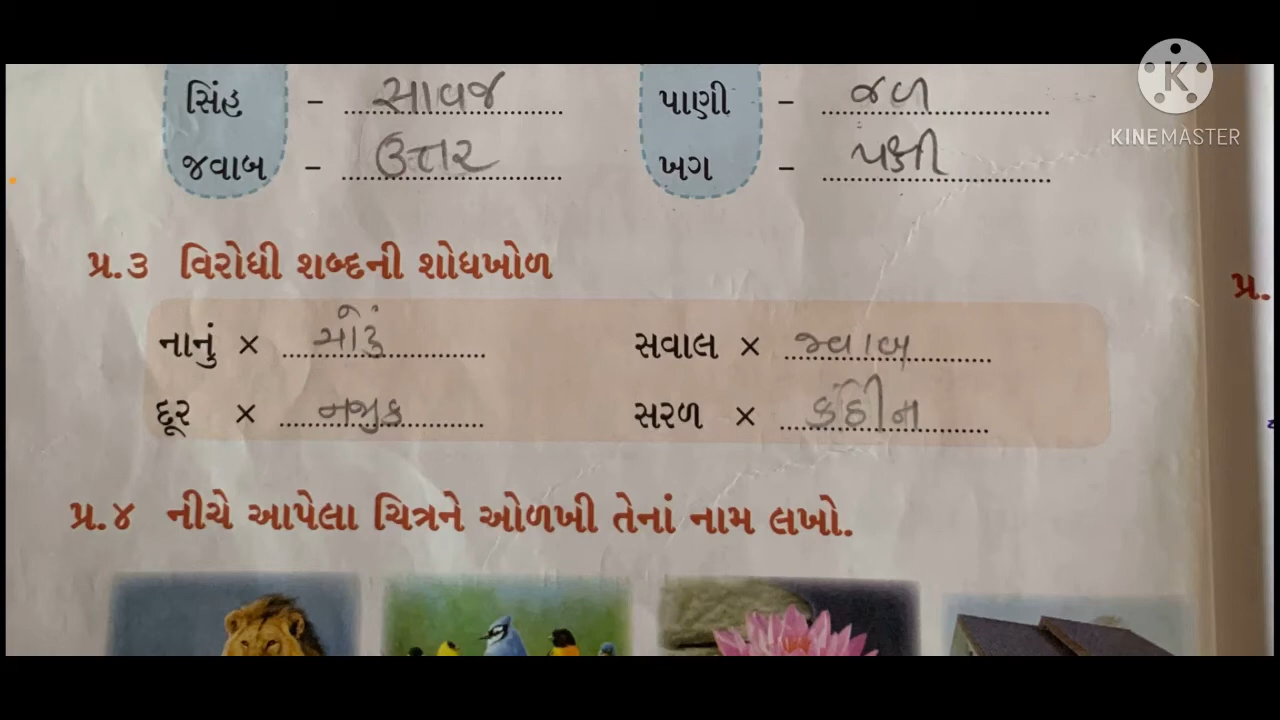 સિંહ - સાવજ પાણી - જળ
જવાબ - ઉત્તર ખગ - પક્ષી
KINEMASTER
પ્ર.૩ વિરોધી શબ્દની શોધખોળ
નાનું × મોટું સવાલ × જવાબ
દૂર × નજીક સરળ × કઠીન
પ્ર.૪ નીચે આપેલા ચિત્રને ઓળખી તેનાં નામ લખો.
પ્ર.